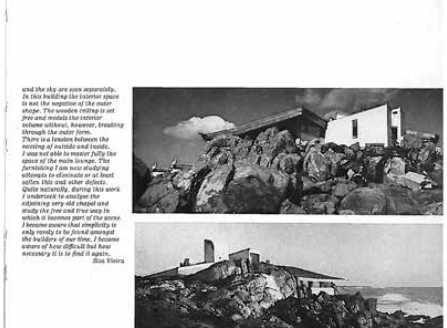 and the sky are seen separately.
In this building the interior space
is not the negative of the outer
shape. The wooden ceiling is set
free and models the interior
volume without, however, breaking
through the outer form.
There is a tension between the
meeting of outside and inside.
I was not able to master fully the
space of the main lounge. The
furnishing I am now studying
attempts to eliminate or at least
soften this and other defects.
Quite naturally, during this work
I undertook to analyse the
adjoining very old chapel and
study the free and true way in
which it becomes part of the scene.
I became aware that simplicity is
only rarely to be found amongst
the builders of our time. I became
aware of how difficult but how
necessary it is to find it again.
Siza Vieira